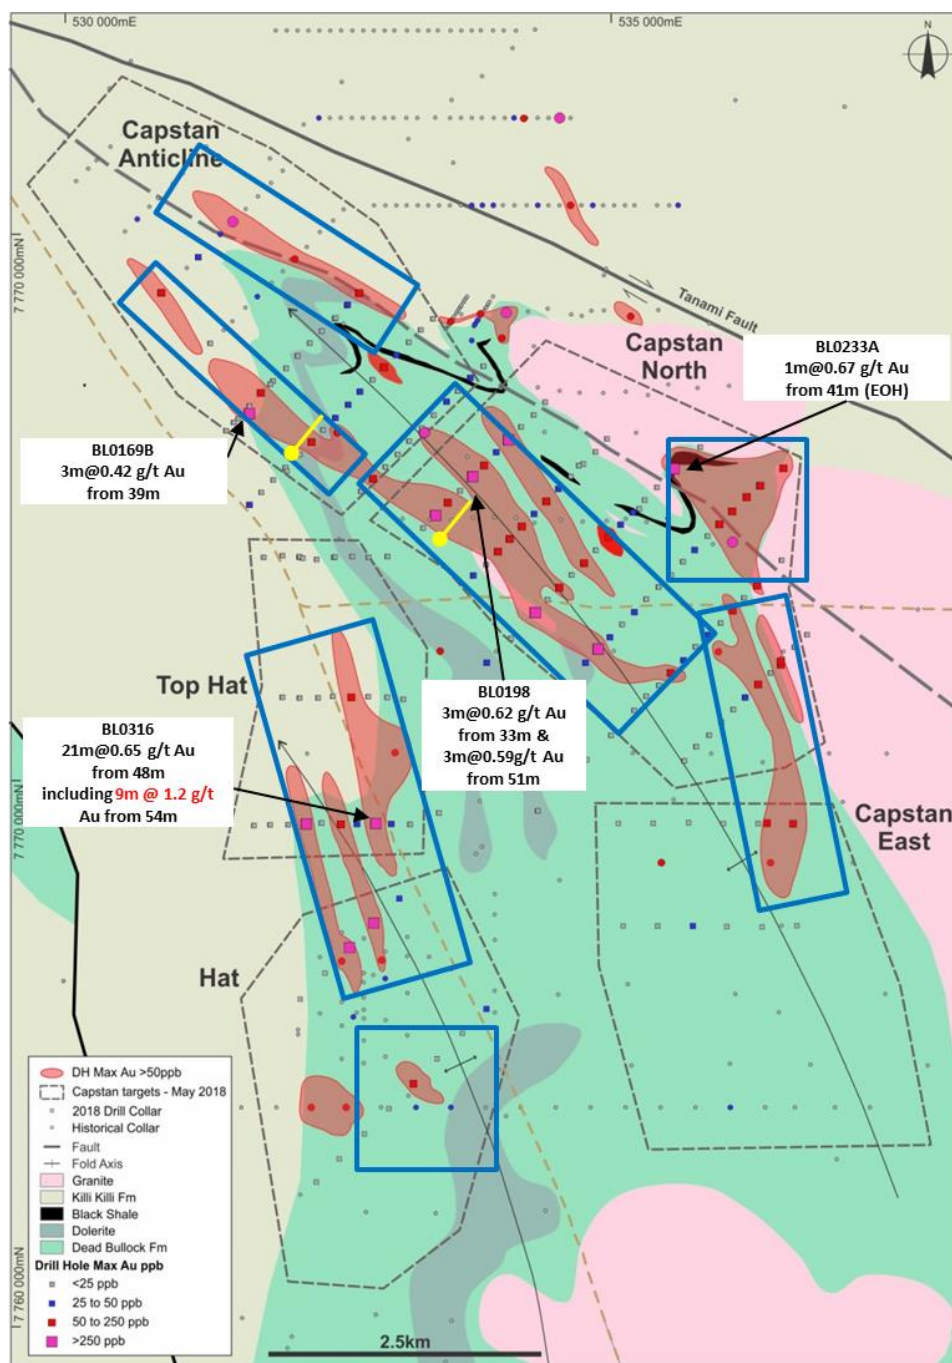 530 000mE
535 000mE
Capstan
Anticline
7 770 000mN
Tanami Fault
Capstan
North
BL0233A
1m@0.67 g/t Au
from 41m (EOH)
BL0169B
3m@0.42 g/t Au
from 39m
Top Hat
BL0198
3m@0.62 g/t Au
from 33m &
3m@0.59g/t Au
from 51m
BL0316
21m@0.65 g/t Au
from 48m
including 9m @ 1.2 g/t
Au from 54m
7 770 000mN
Capstan
East
Hat
DH Max Au >50ppb
Capstan targets - May 2018
2018 Drill Collar
Historical Collar
Fault
Fold Axis
Granite
Killi Killi Fm
Black Shale
Dolerite
Dead Bullock Fm
Drill Hole Max Au ppb
<25 ppb
25 to 50 ppb
50 to 250 ppb
>250 ppb
7 760 000mN
2.5km